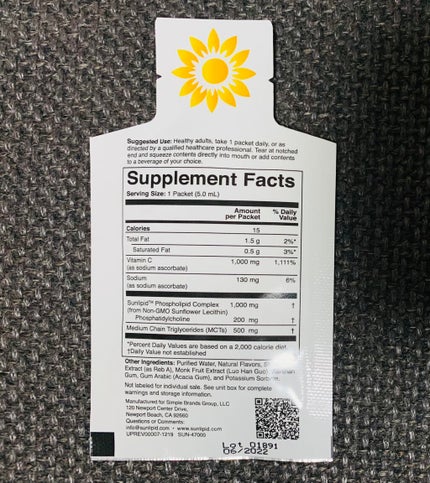 Suggested Use: Healthy adults, take 1 packet daily, or as
directed by a qualified healthcare professional. Tear at notched
end and squeeze contents directly into mouth or add contents
to a beverage of your choice.
Supplement Facts
Serving Size: 1 Packet (5.0 mL)
Amount per Packet % Daily Value
Calories 15
Total Fat 1.5 g 2%*
Saturated Fat 0.5 g 3%*
Vitamin C 1,000 mg 1,111%
(as sodium ascorbate)
Sodium 130 mg 6%
(as sodium ascorbate)
Sunlipid™ Phospholipid Complex 1,000 mg †
(from Non-GMO Sunflower Lecithin)
Phosphatidylcholine 200 mg †
Medium Chain Triglycerides (MCTs) 500 mg †
*Percent Daily Values are based on a 2,000 calorie diet.
†Daily Value not established
Other Ingredients: Purified Water, Natural Flavors,
Extract (as Reb A), Monk Fruit Extract (Luo Han Guo), Xanthan
Gum, Gum Arabic (Acacia Gum), and Potassium Sorbate.
Not labeled for individual sale. See unit box for complete
warnings and storage information.
Manufactured for Simple Brands Group, LLC
120 Newport Center Drive,
Newport Beach, CA 92660
Questions or Comments:
info@sunlipid.com • www.sunlipid.com
UPREV00007-1219 SUN-47000
Lot 01891
06/2022